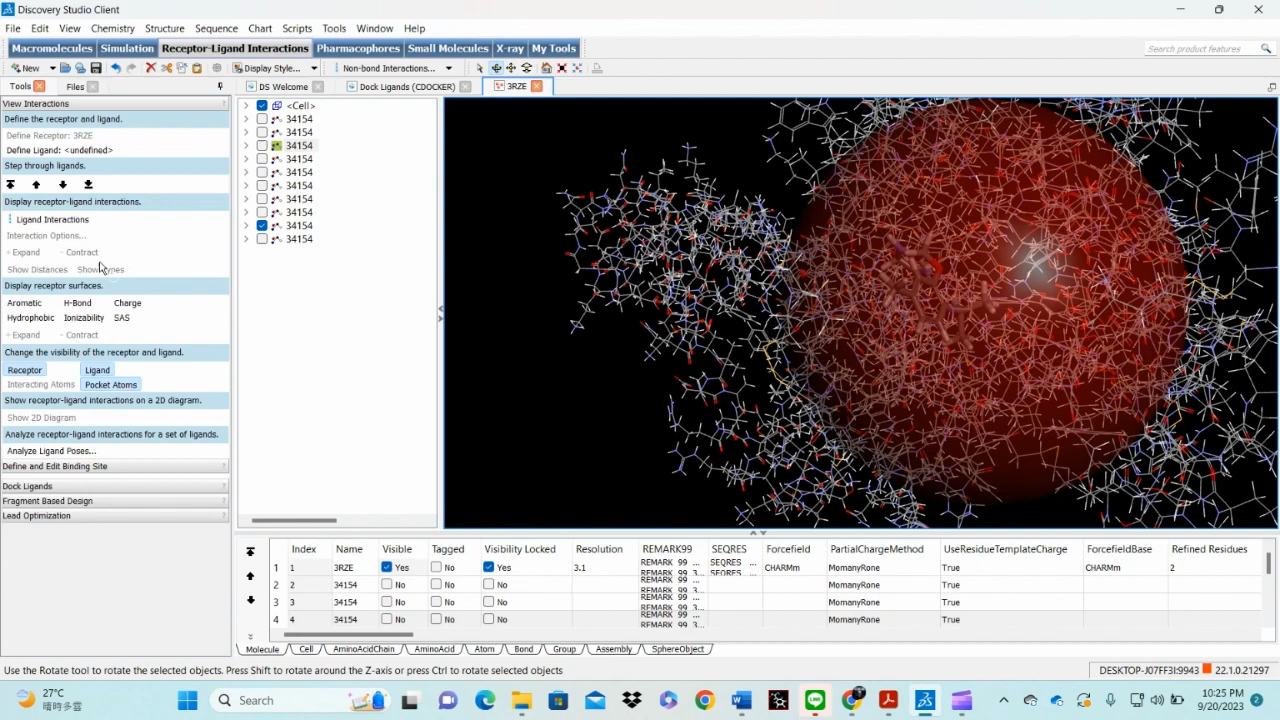 Discovery Studio Client
File Edit View Chemistry Structure Sequence Chart Scripts Tools Window Help
Macromolecules Simulation Receptor-Ligand Interactions Pharmacophores Small Molecules X-ray My Tools
Search product features
New Display Style... Non-bond Interactions...
Tools Files DS Welcome Dock Ligands (CDOCKER) 3RZE
View Interactions
Define the receptor and ligand.
Define Receptor: 3RZE
Define Ligand: <undefined>
Step through ligands.
Display receptor-ligand interactions.
Ligand Interactions
Interaction Options...
+ Expand - Contract
Show Distances Show Types
Display receptor surfaces.
Aromatic H-Bond Charge
Hydrophobic Ionizability SAS
+ Expand - Contract
Change the visibility of the receptor and ligand.
Receptor Ligand
Interacting Atoms Pocket Atoms
Show receptor-ligand interactions on a 2D diagram.
Show 2D Diagram
Analyze receptor-ligand interactions for a set of ligands.
Analyze Ligand Poses...
Define and Edit Binding Site
Dock Ligands
Fragment Based Design
Lead Optimization
<Cell>
34154
34154
34154
34154
34154
34154
34154
34154
34154
34154
Index Name Visible Tagged Visibility Locked Resolution REMARK99 SEQRES Forcefield PartialChargeMethod UseResidueTemplateCharge ForcefieldBase Refined Residues
1 1 3RZE Yes No Yes 3.1 REMARK 99 ... SEQRES ... CHARMm MomanyRone True CHARMm 2
2 2 34154 No No No REMARK 99 ... MomanyRone True
3 3 34154 No No No REMARK 99 ... MomanyRone True
4 4 34154 No No No REMARK 99 ... MomanyRone True
Molecule Cell AminoAcidChain AminoAcid Atom Bond Group Assembly SphereObject
Use the Rotate tool to rotate the selected objects. Press Shift to rotate around the Z-axis or press Ctrl to rotate selected objects
DESKTOP-J07FF3I:9943 22.1.0.21297
27°C
晴時多雲
Search
10:25 PM
9/20/2023